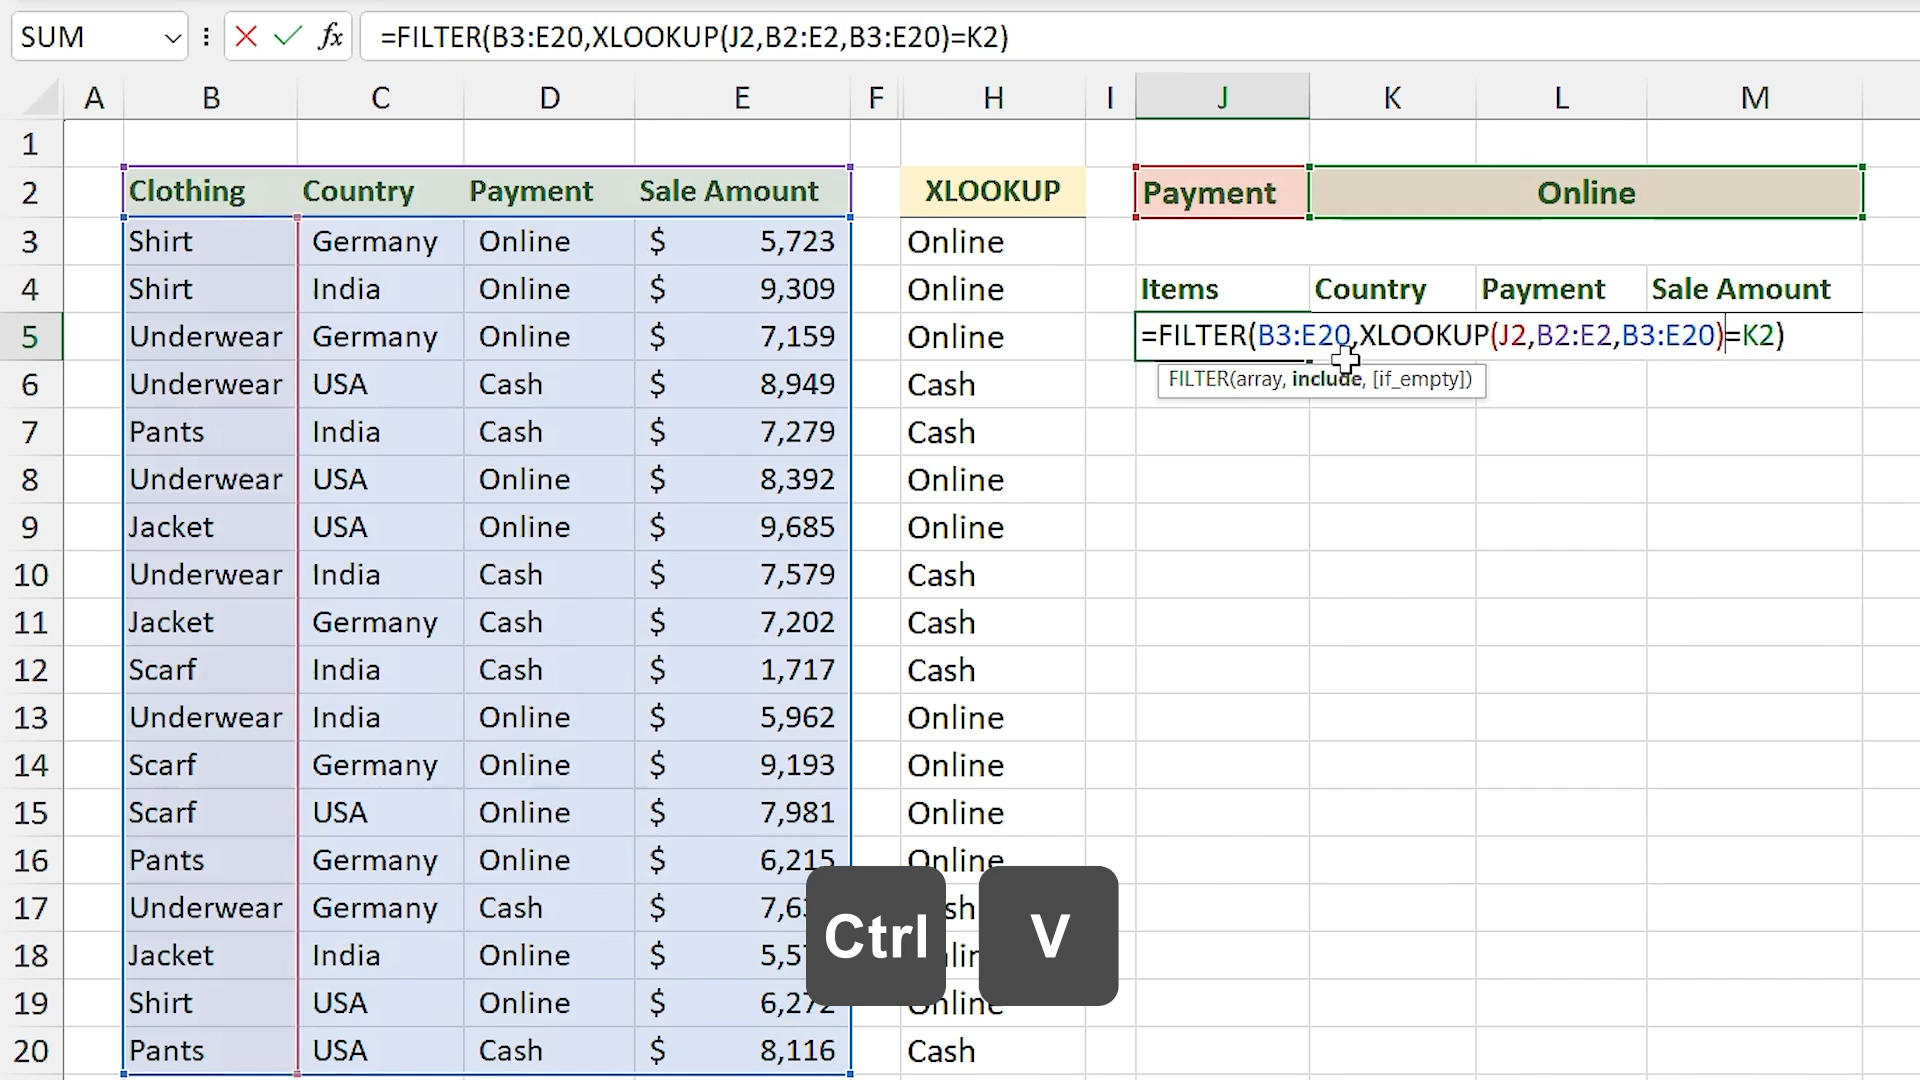 SUM fx =FILTER(B3:E20,XLOOKUP(J2,B2:E2,B3:E20)=K2)
A B C D E F H I J K L M
1
2 Clothing Country Payment Sale Amount XLOOKUP Payment Online
3 Shirt Germany Online $ 5,723 Online
4 Shirt India Online $ 9,309 Online Items Country Payment Sale Amount
5 Underwear Germany Online $ 7,159 Online =FILTER(B3:E20,XLOOKUP(J2,B2:E2,B3:E20)=K2)
FILTER(array, include, [if_empty])
6 Underwear USA Cash $ 8,949 Cash
7 Pants India Cash $ 7,279 Cash
8 Underwear USA Online $ 8,392 Online
9 Jacket USA Online $ 9,685 Online
10 Underwear India Cash $ 7,579 Cash
11 Jacket Germany Cash $ 7,202 Cash
12 Scarf India Cash $ 1,717 Cash
13 Underwear India Online $ 5,962 Online
14 Scarf Germany Online $ 9,193 Online
15 Scarf USA Online $ 7,981 Online
16 Pants Germany Online $ 6,215 Online
17 Underwear Germany Cash $
18 Jacket India Online $
19 Shirt USA Online $ 6,272 Online
20 Pants USA Cash $ 8,116 Cash
Ctrl V